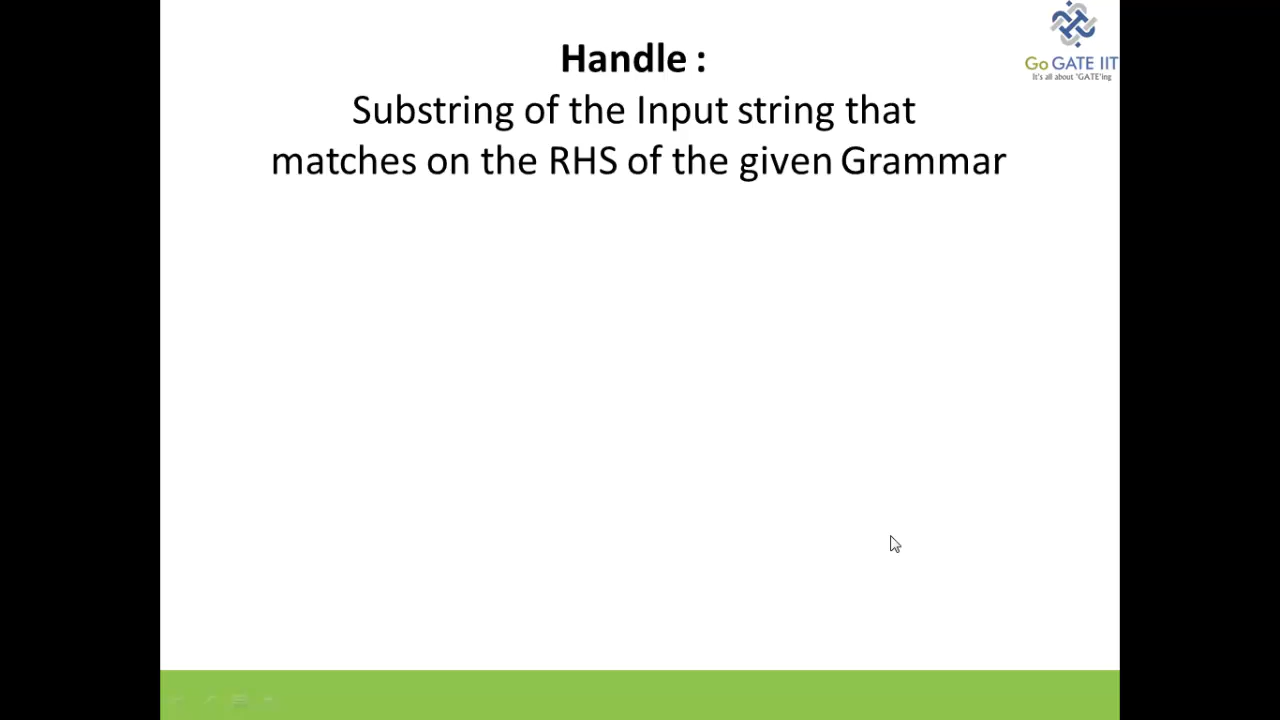 Handle :
Substring of the Input string that
matches on the RHS of the given Grammar
Go GATE IIT
It's all about 'GATE'ing